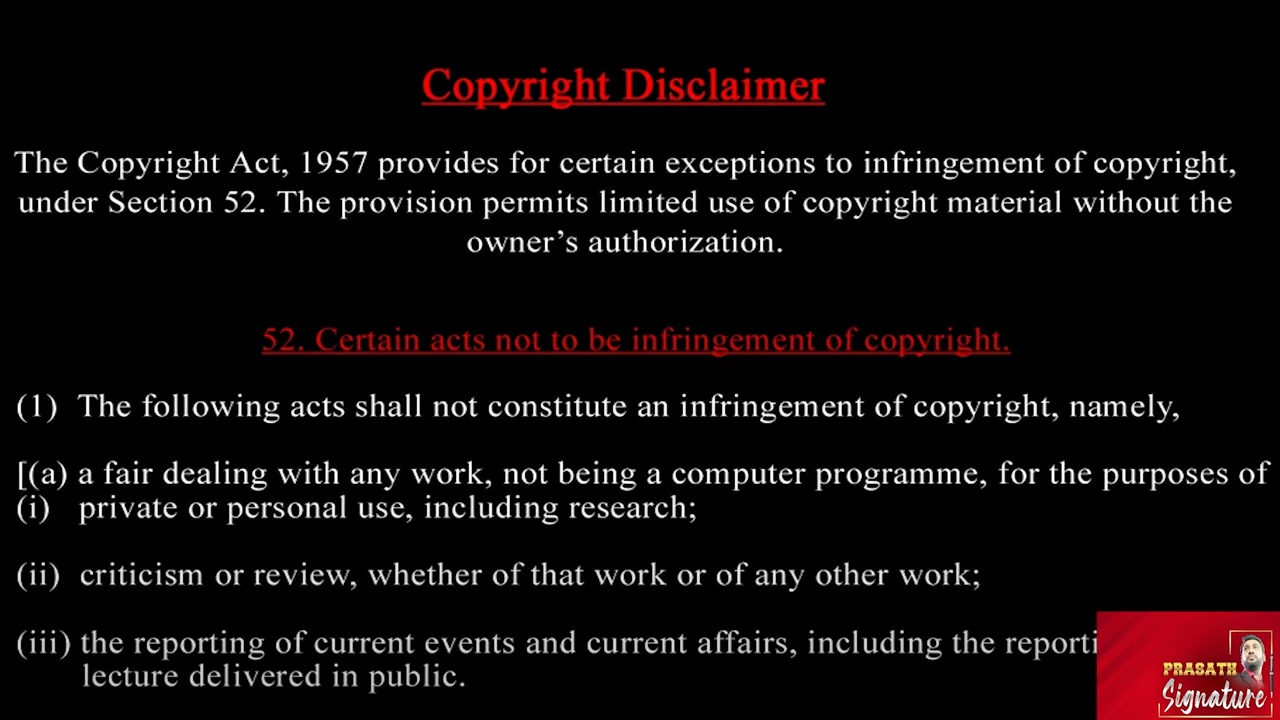 Copyright Disclaimer
The Copyright Act, 1957 provides for certain exceptions to infringement of copyright,
under Section 52. The provision permits limited use of copyright material without the
owner's authorization.
52. Certain acts not to be infringement of copyright.
(1) The following acts shall not constitute an infringement of copyright, namely,
[(a) a fair dealing with any work, not being a computer programme, for the purposes of
(i) private or personal use, including research;
(ii) criticism or review, whether of that work or of any other work;
(iii) the reporting of current events and current affairs, including the reporti
lecture delivered in public.
PRASATH
Signature